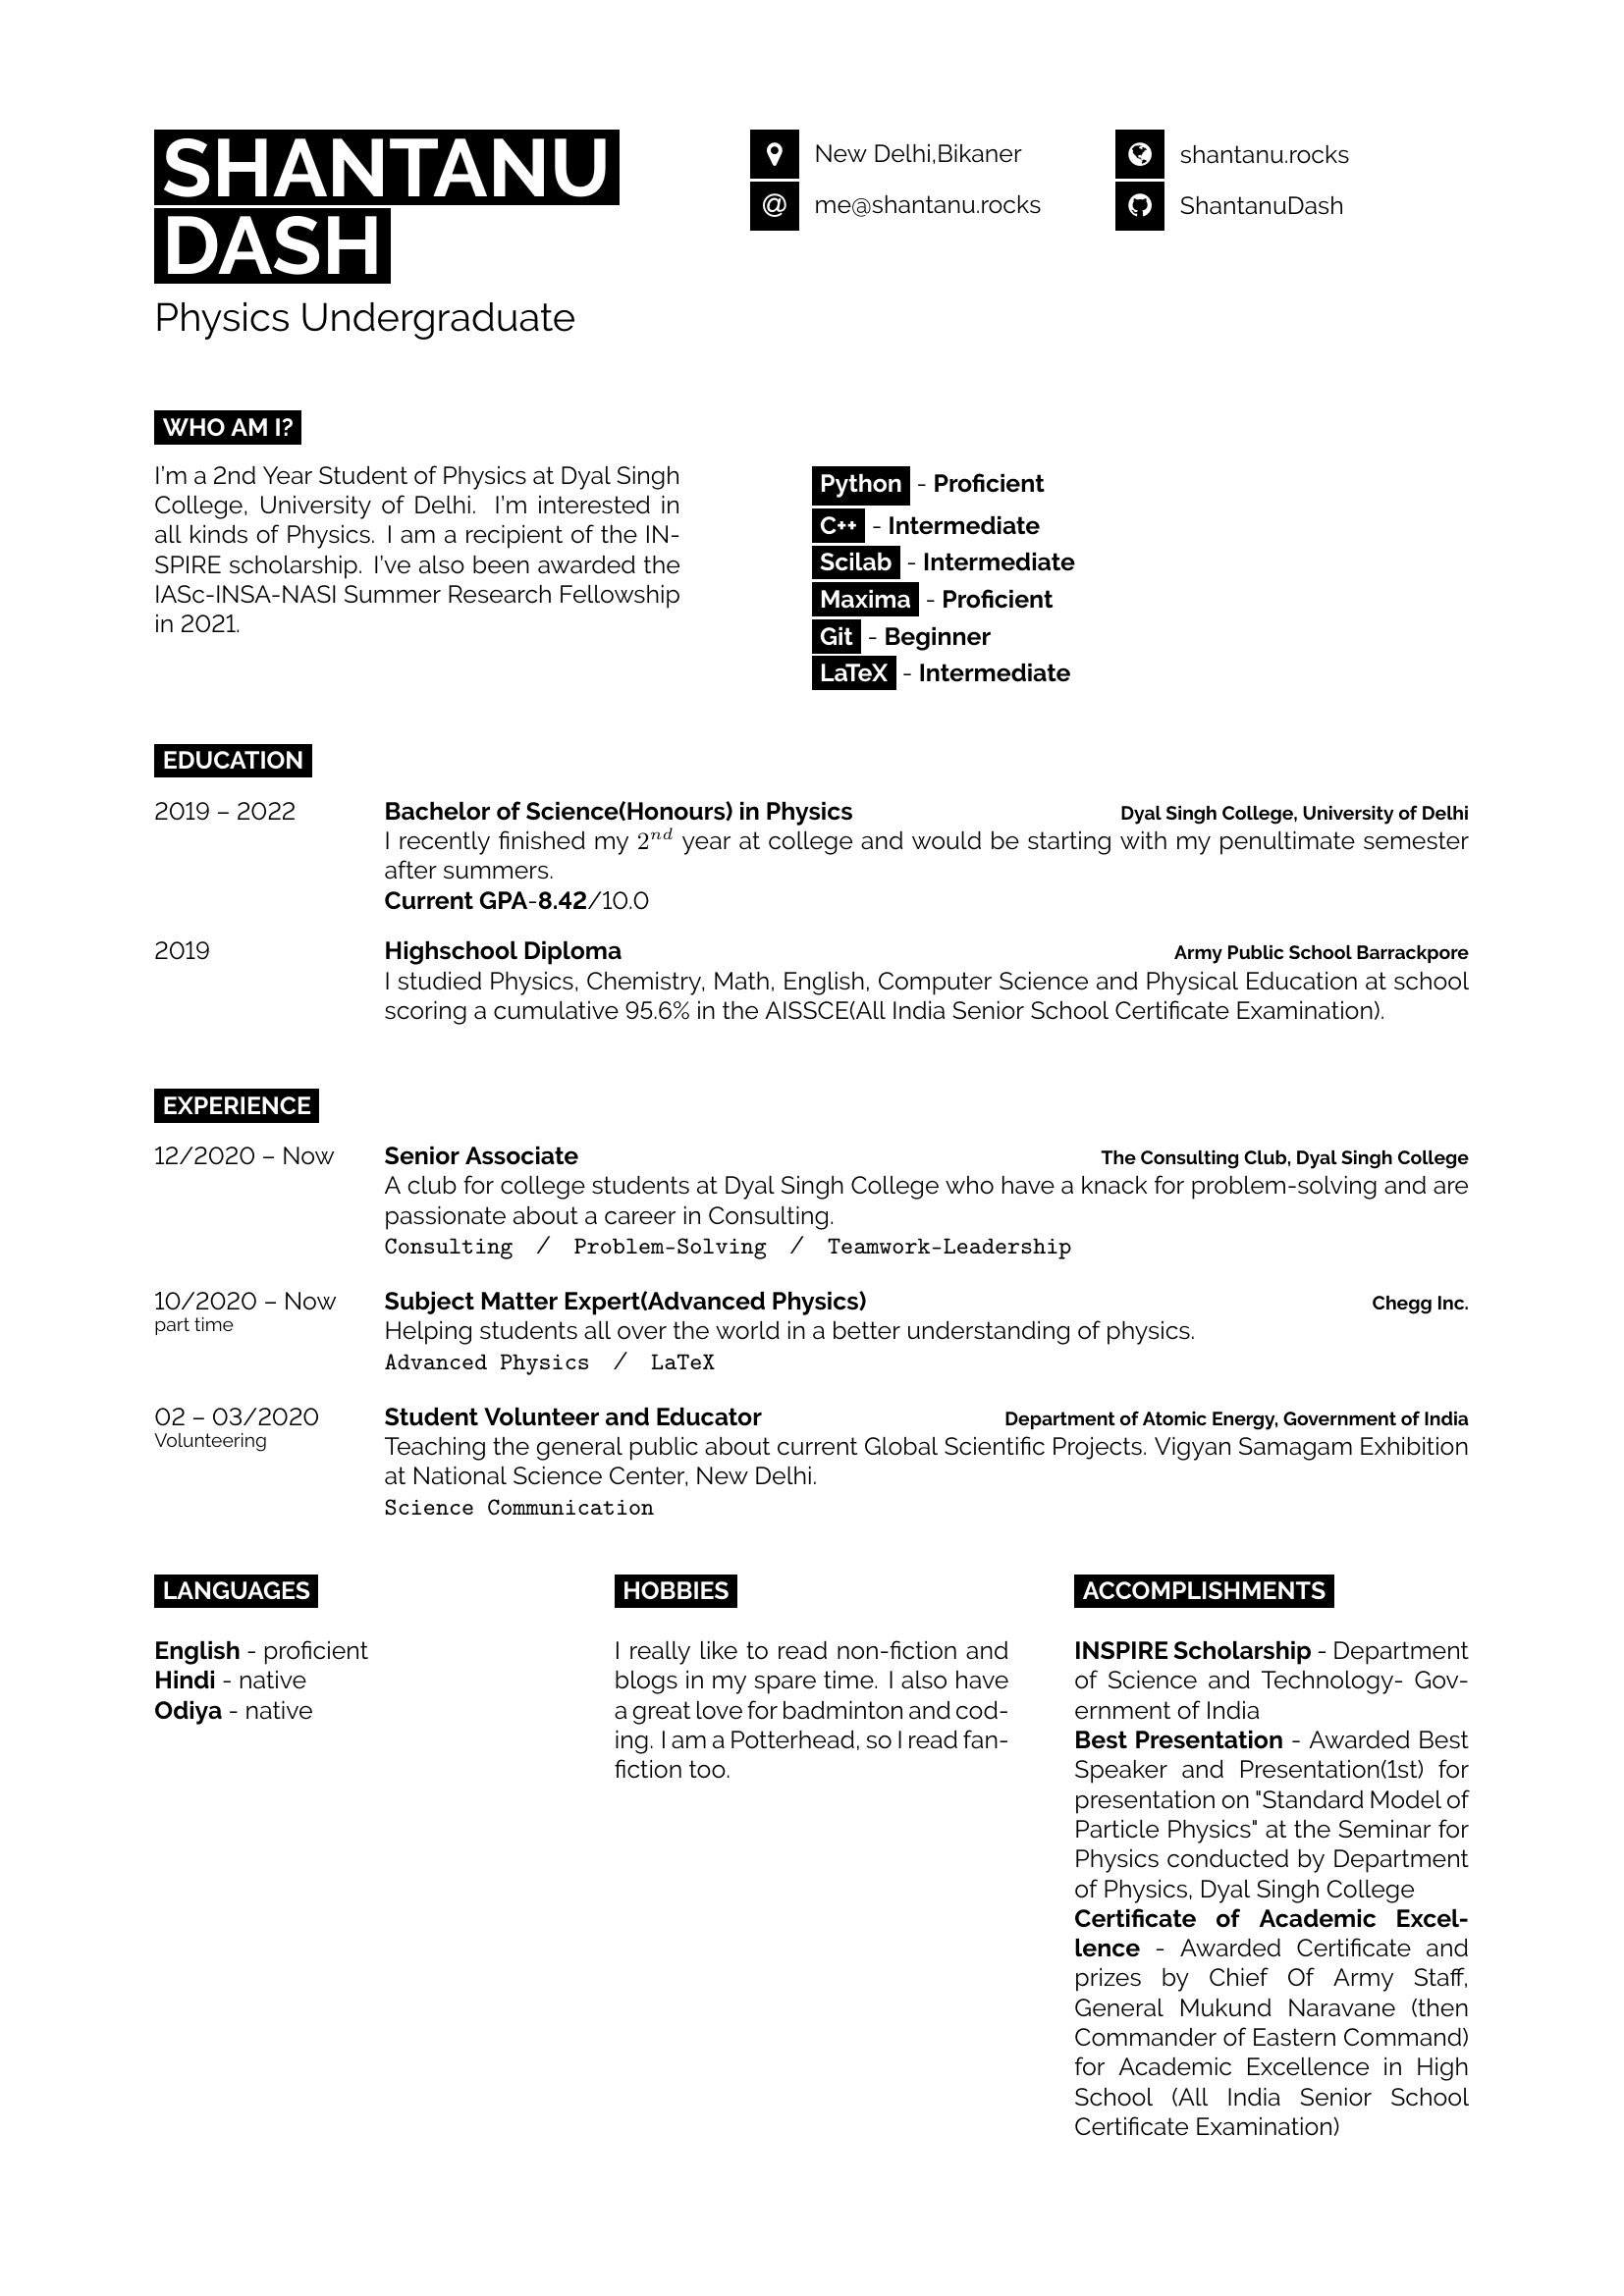 SHANTANU
DASH
Physics Undergraduate
New Delhi,Bikaner
me@shantanu.rocks
shantanu.rocks
ShantanuDash
WHO AM I?
I'm a 2nd Year Student of Physics at Dyal Singh
College, University of Delhi. I'm interested in
all kinds of Physics. I am a recipient of the IN-
SPIRE scholarship. I've also been awarded the
IASc-INSA-NASI Summer Research Fellowship
in 2021.
Python - Proficient
C++ - Intermediate
Scilab - Intermediate
Maxima - Proficient
Git - Beginner
LaTeX - Intermediate
EDUCATION
2019 – 2022
Bachelor of Science(Honours) in Physics
Dyal Singh College, University of Delhi
I recently finished my 2nd year at college and would be starting with my penultimate semester
after summers.
Current GPA-8.42/10.0
2019
Highschool Diploma
Army Public School Barrackpore
I studied Physics, Chemistry, Math, English, Computer Science and Physical Education at school
scoring a cumulative 95.6% in the AISSCE(All India Senior School Certificate Examination).
EXPERIENCE
12/2020 – Now
Senior Associate
The Consulting Club, Dyal Singh College
A club for college students at Dyal Singh College who have a knack for problem-solving and are
passionate about a career in Consulting.
Consulting / Problem-Solving / Teamwork-Leadership
10/2020 – Now
part time
Subject Matter Expert(Advanced Physics)
Chegg Inc.
Helping students all over the world in a better understanding of physics.
Advanced Physics / LaTeX
02 – 03/2020
Volunteering
Student Volunteer and Educator
Department of Atomic Energy, Government of India
Teaching the general public about current Global Scientific Projects. Vigyan Samagam Exhibition
at National Science Center, New Delhi.
Science Communication
LANGUAGES
English - proficient
Hindi - native
Odiya - native
HOBBIES
I really like to read non-fiction and
blogs in my spare time. I also have
a great love for badminton and cod-
ing. I am a Potterhead, so I read fan-
fiction too.
ACCOMPLISHMENTS
INSPIRE Scholarship - Department
of Science and Technology- Gov-
ernment of India
Best Presentation - Awarded Best
Speaker and Presentation(1st) for
presentation on "Standard Model of
Particle Physics" at the Seminar for
Physics conducted by Department
of Physics, Dyal Singh College
Certificate of Academic Excel-
lence - Awarded Certificate and
prizes by Chief Of Army Staff,
General Mukund Naravane (then
Commander of Eastern Command)
for Academic Excellence in High
School (All India Senior School
Certificate Examination)